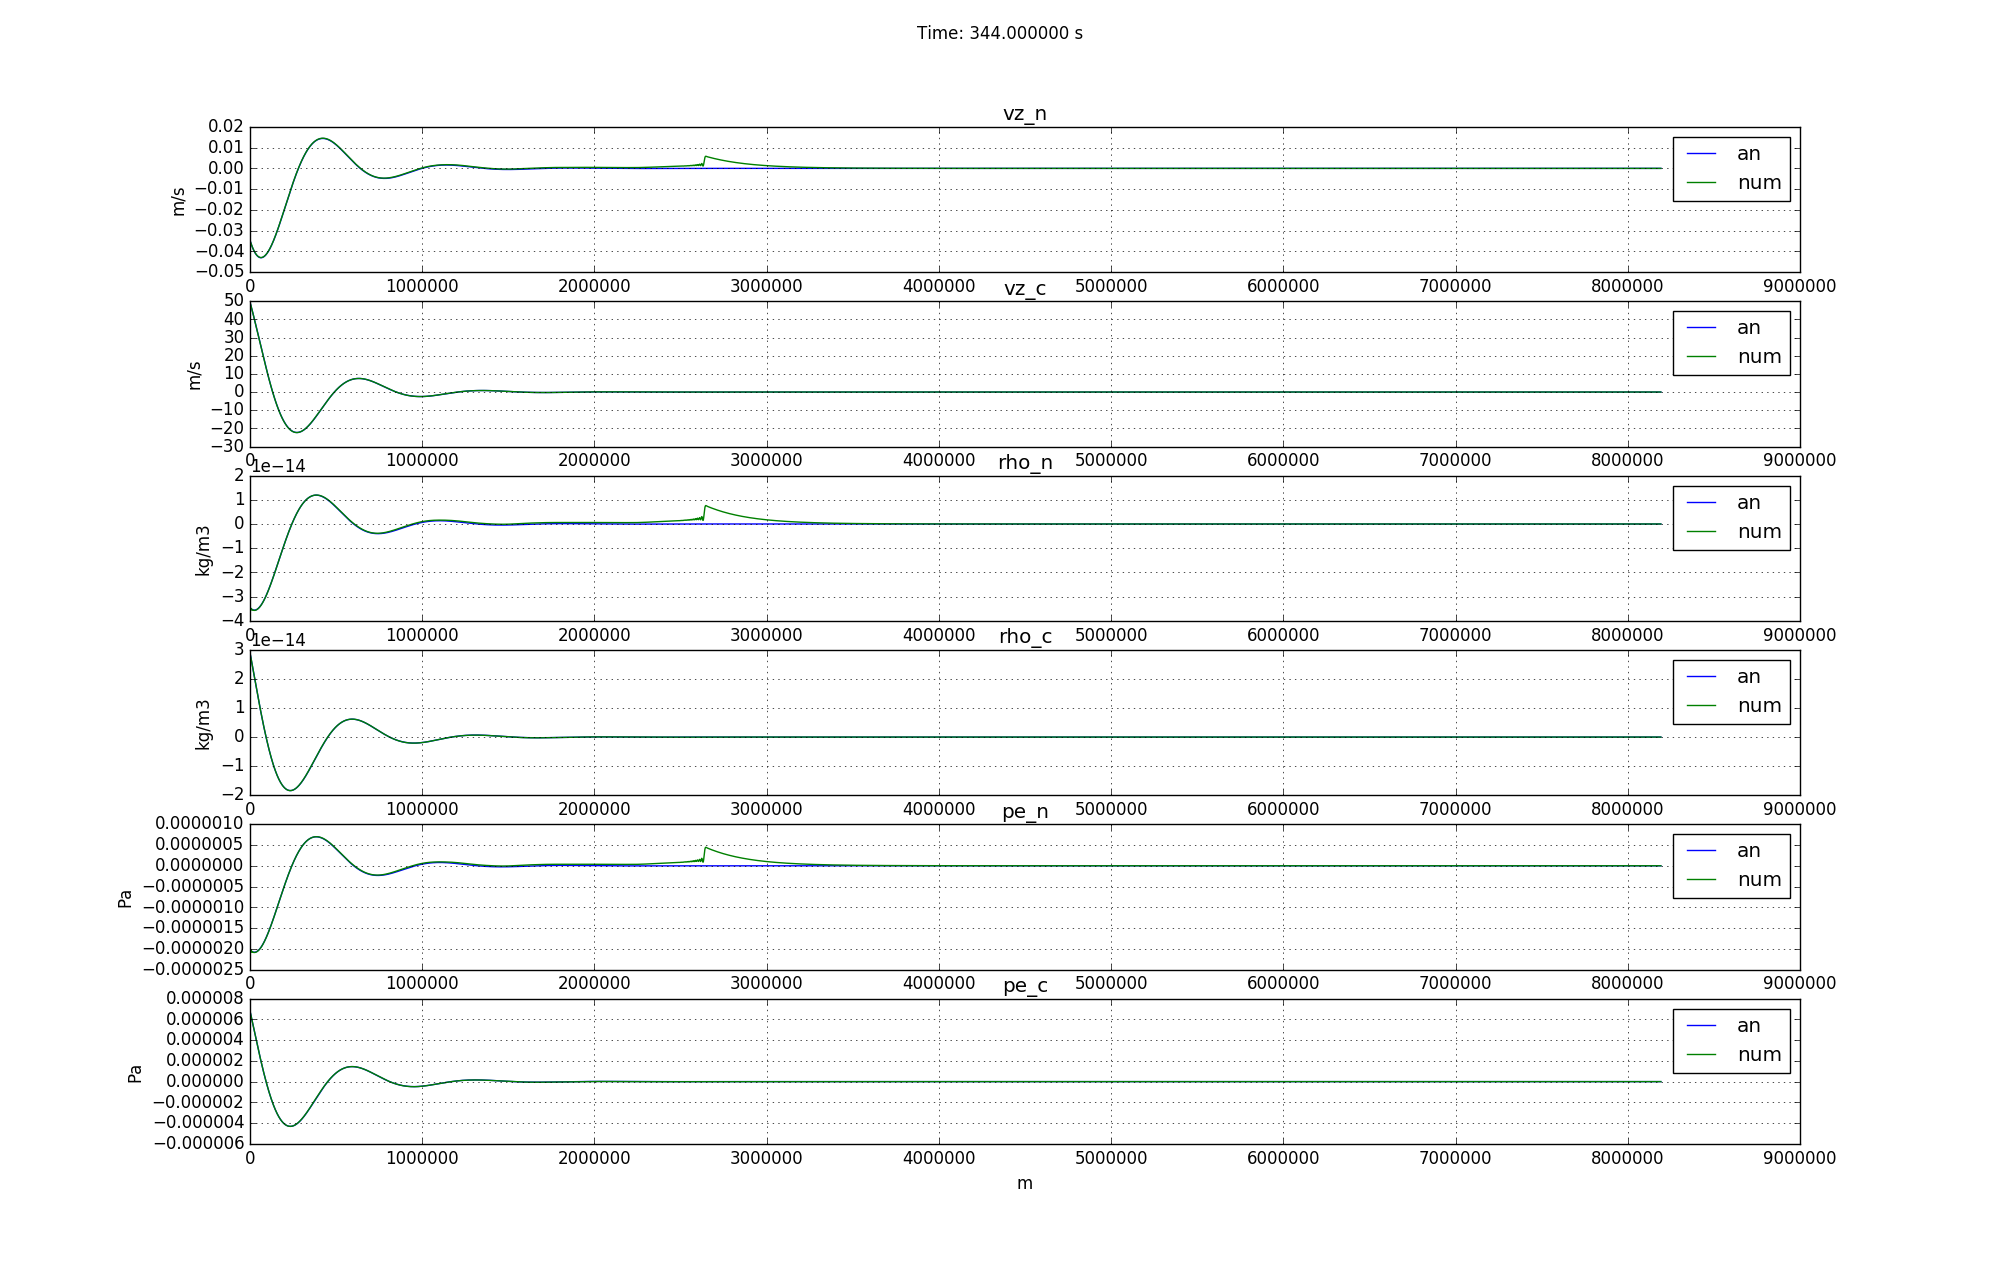 Time: 344.000000 s
vz_n
0.02
0.01
0.00
−0.01
−0.02
−0.03
−0.04
−0.05
m/s
an
num
0 1000000 2000000 3000000 4000000 5000000 6000000 7000000 8000000 9000000
vz_c
50
40
30
20
10
0
−10
−20
−30
m/s
an
num
0 1000000 2000000 3000000 4000000 5000000 6000000 7000000 8000000 9000000
1e−14
rho_n
2
1
0
−1
−2
−3
−4
kg/m3
an
num
0 1000000 2000000 3000000 4000000 5000000 6000000 7000000 8000000 9000000
1e−14
rho_c
3
2
1
0
−1
−2
kg/m3
an
num
0 1000000 2000000 3000000 4000000 5000000 6000000 7000000 8000000 9000000
pe_n
0.0000010
0.0000005
0.0000000
−0.0000005
−0.0000010
−0.0000015
−0.0000020
−0.0000025
Pa
an
num
0 1000000 2000000 3000000 4000000 5000000 6000000 7000000 8000000 9000000
pe_c
0.000008
0.000006
0.000004
0.000002
0.000000
−0.000002
−0.000004
−0.000006
Pa
an
num
0 1000000 2000000 3000000 4000000 5000000 6000000 7000000 8000000 9000000
m